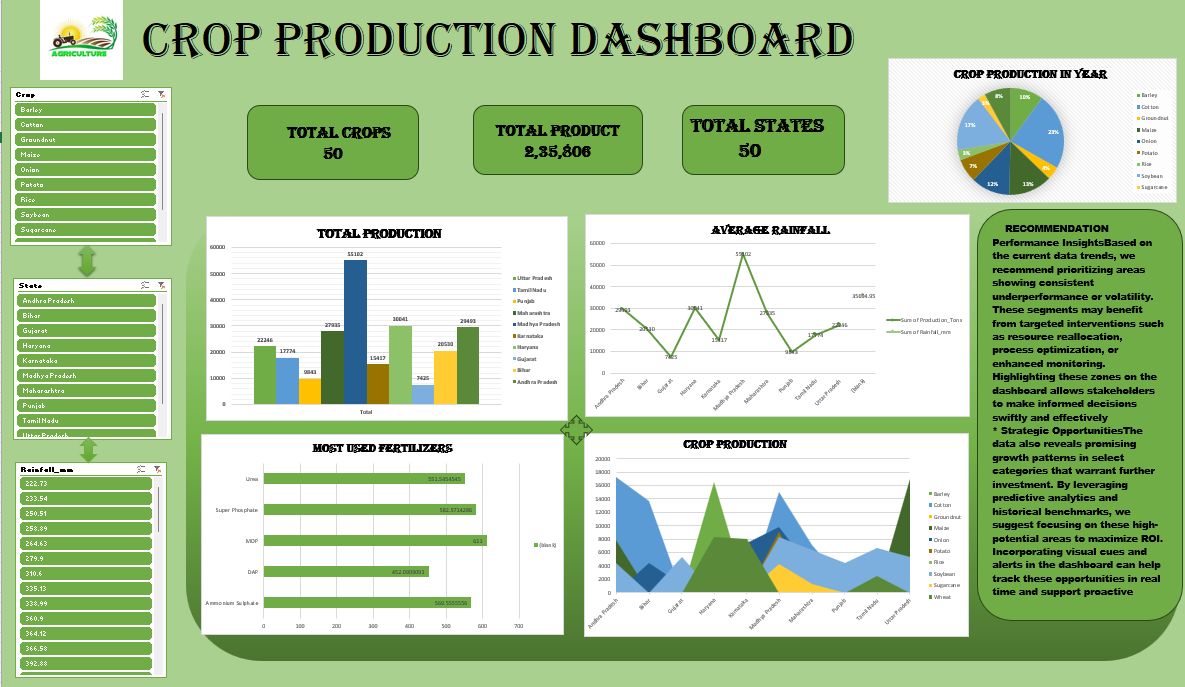 AGRICULTURE
CROP PRODUCTION DASHBOARD
Crop
Barley
Cotton
Groundnut
Maize
Onion
Potato
Rice
Soybean
Sugarcane
State
Andhra Pradesh
Bihar
Gujarat
Haryana
Karnataka
Madhya Pradesh
Maharashtra
Punjab
Tamil Nadu
Uttar Pradesh
Rainfall_mm
222.73
233.54
250.51
258.89
264.63
279.9
310.6
335.13
338.99
360.9
364.12
366.58
392.88
TOTAL CROPS
50
TOTAL PRODUCT
2,35,806
TOTAL STATES
50
CROP PRODUCTION IN YEAR
10%
23%
4%
13%
12%
7%
17%
8%
Barley
Cotton
Groundnut
Maize
Onion
Potato
Rice
Soybean
Sugarcane
TOTAL PRODUCTION
60000
50000
40000
30000
20000
10000
0
22246
17774
9843
27935
55102
15417
30041
7425
20530
29493
Total
Uttar Pradesh
Tamil Nadu
Punjab
Maharashtra
Madhya Pradesh
Karnataka
Haryana
Gujarat
Bihar
Andhra Pradesh
AVERAGE RAINFALL
60000
50000
40000
30000
20000
10000
0
29493
20530
7425
30041
15417
55102
27935
9843
17774
22246
Andhra Pradesh
Bihar
Gujarat
Haryana
Karnataka
Madhya Pradesh
Maharashtra
Punjab
Tamil Nadu
Uttar Pradesh
(blank)
Sum of Production_Tons
Sum of Rainfall_mm
MOST USED FERTILIZERS
Urea
Super Phosphate
MOP
DAP
Ammonium Sulphate
611
0
100
200
300
400
500
600
700
(blank)
CROP PRODUCTION
20000
18000
16000
14000
12000
10000
8000
6000
4000
2000
0
Andhra Pradesh
Bihar
Gujarat
Haryana
Karnataka
Madhya Pradesh
Maharashtra
Punjab
Tamil Nadu
Uttar Pradesh
Barley
Cotton
Groundnut
Maize
Onion
Potato
Rice
Soybean
Sugarcane
Wheat
RECOMMENDATION
Performance InsightsBased on
the current data trends, we
recommend prioritizing areas
showing consistent
underperformance or volatility.
These segments may benefit
from targeted interventions such
as resource reallocation,
process optimization, or
enhanced monitoring.
Highlighting these zones on the
dashboard allows stakeholders
to make informed decisions
swiftly and effectively
* Strategic OpportunitiesThe
data also reveals promising
growth patterns in select
categories that warrant further
investment. By leveraging
predictive analytics and
historical benchmarks, we
suggest focusing on these high-
potential areas to maximize ROI.
Incorporating visual cues and
alerts in the dashboard can help
track these opportunities in real
time and support proactive